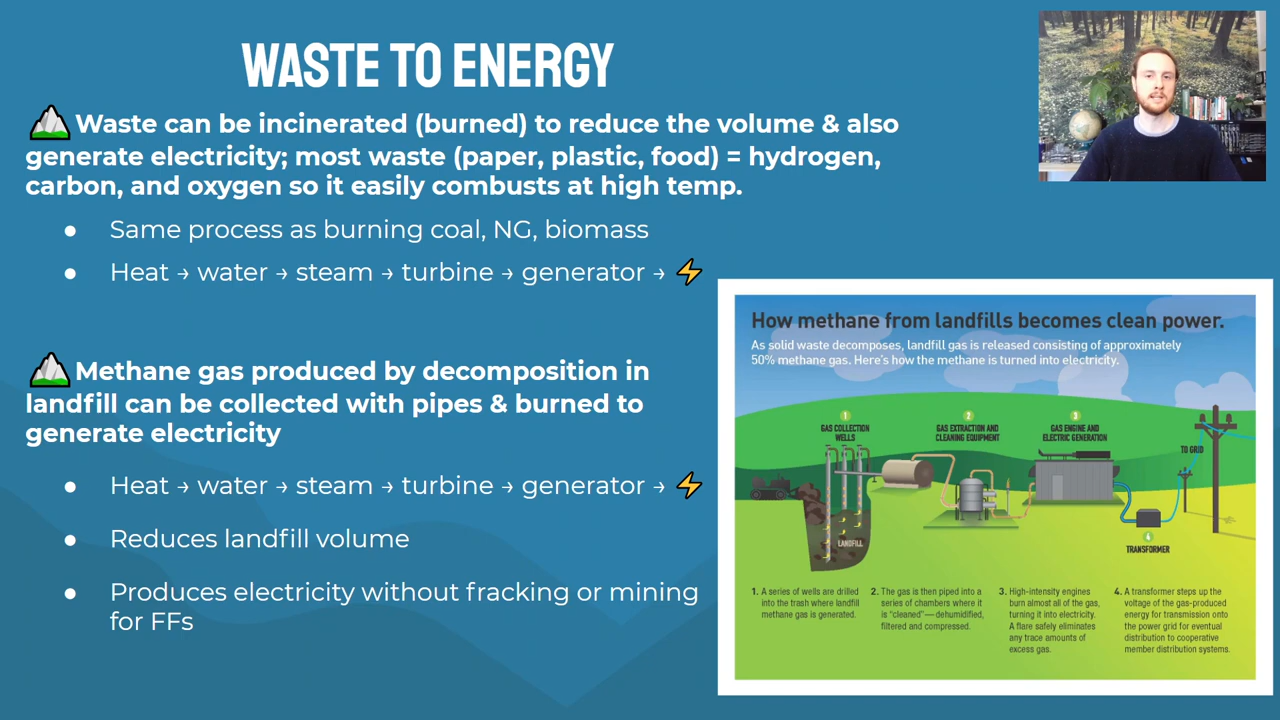 WASTE TO ENERGY
Waste can be incinerated (burned) to reduce the volume & also
generate electricity; most waste (paper, plastic, food) = hydrogen,
carbon, and oxygen so it easily combusts at high temp.
● Same process as burning coal, NG, biomass
● Heat → water → steam → turbine → generator → ⚡
Methane gas produced by decomposition in
landfill can be collected with pipes & burned to
generate electricity
● Heat → water → steam → turbine → generator → ⚡
● Reduces landfill volume
● Produces electricity without fracking or mining
for FFs
How methane from landfills becomes clean power.
As solid waste decomposes, landfill gas is released consisting of approximately
50% methane gas. Here's how the methane is turned into electricity.
1
GAS COLLECTION
WELLS
2
GAS EXTRACTION AND
CLEANING EQUIPMENT
3
GAS ENGINE AND
ELECTRIC GENERATION
TO GRID
LANDFILL
4
TRANSFORMER
1. A series of wells are drilled
into the trash where landfill
methane gas is generated.
2. The gas is then piped into a
series of chambers where it
is "cleaned"—dehumidified,
filtered and compressed.
3. High-intensity engines
burn almost all of the gas,
turning it into electricity.
A flare safely eliminates
any trace amounts of
excess gas.
4. A transformer steps up the
voltage of the gas-produced
energy for transmission onto
the power grid for eventual
distribution to cooperative
member distribution systems.